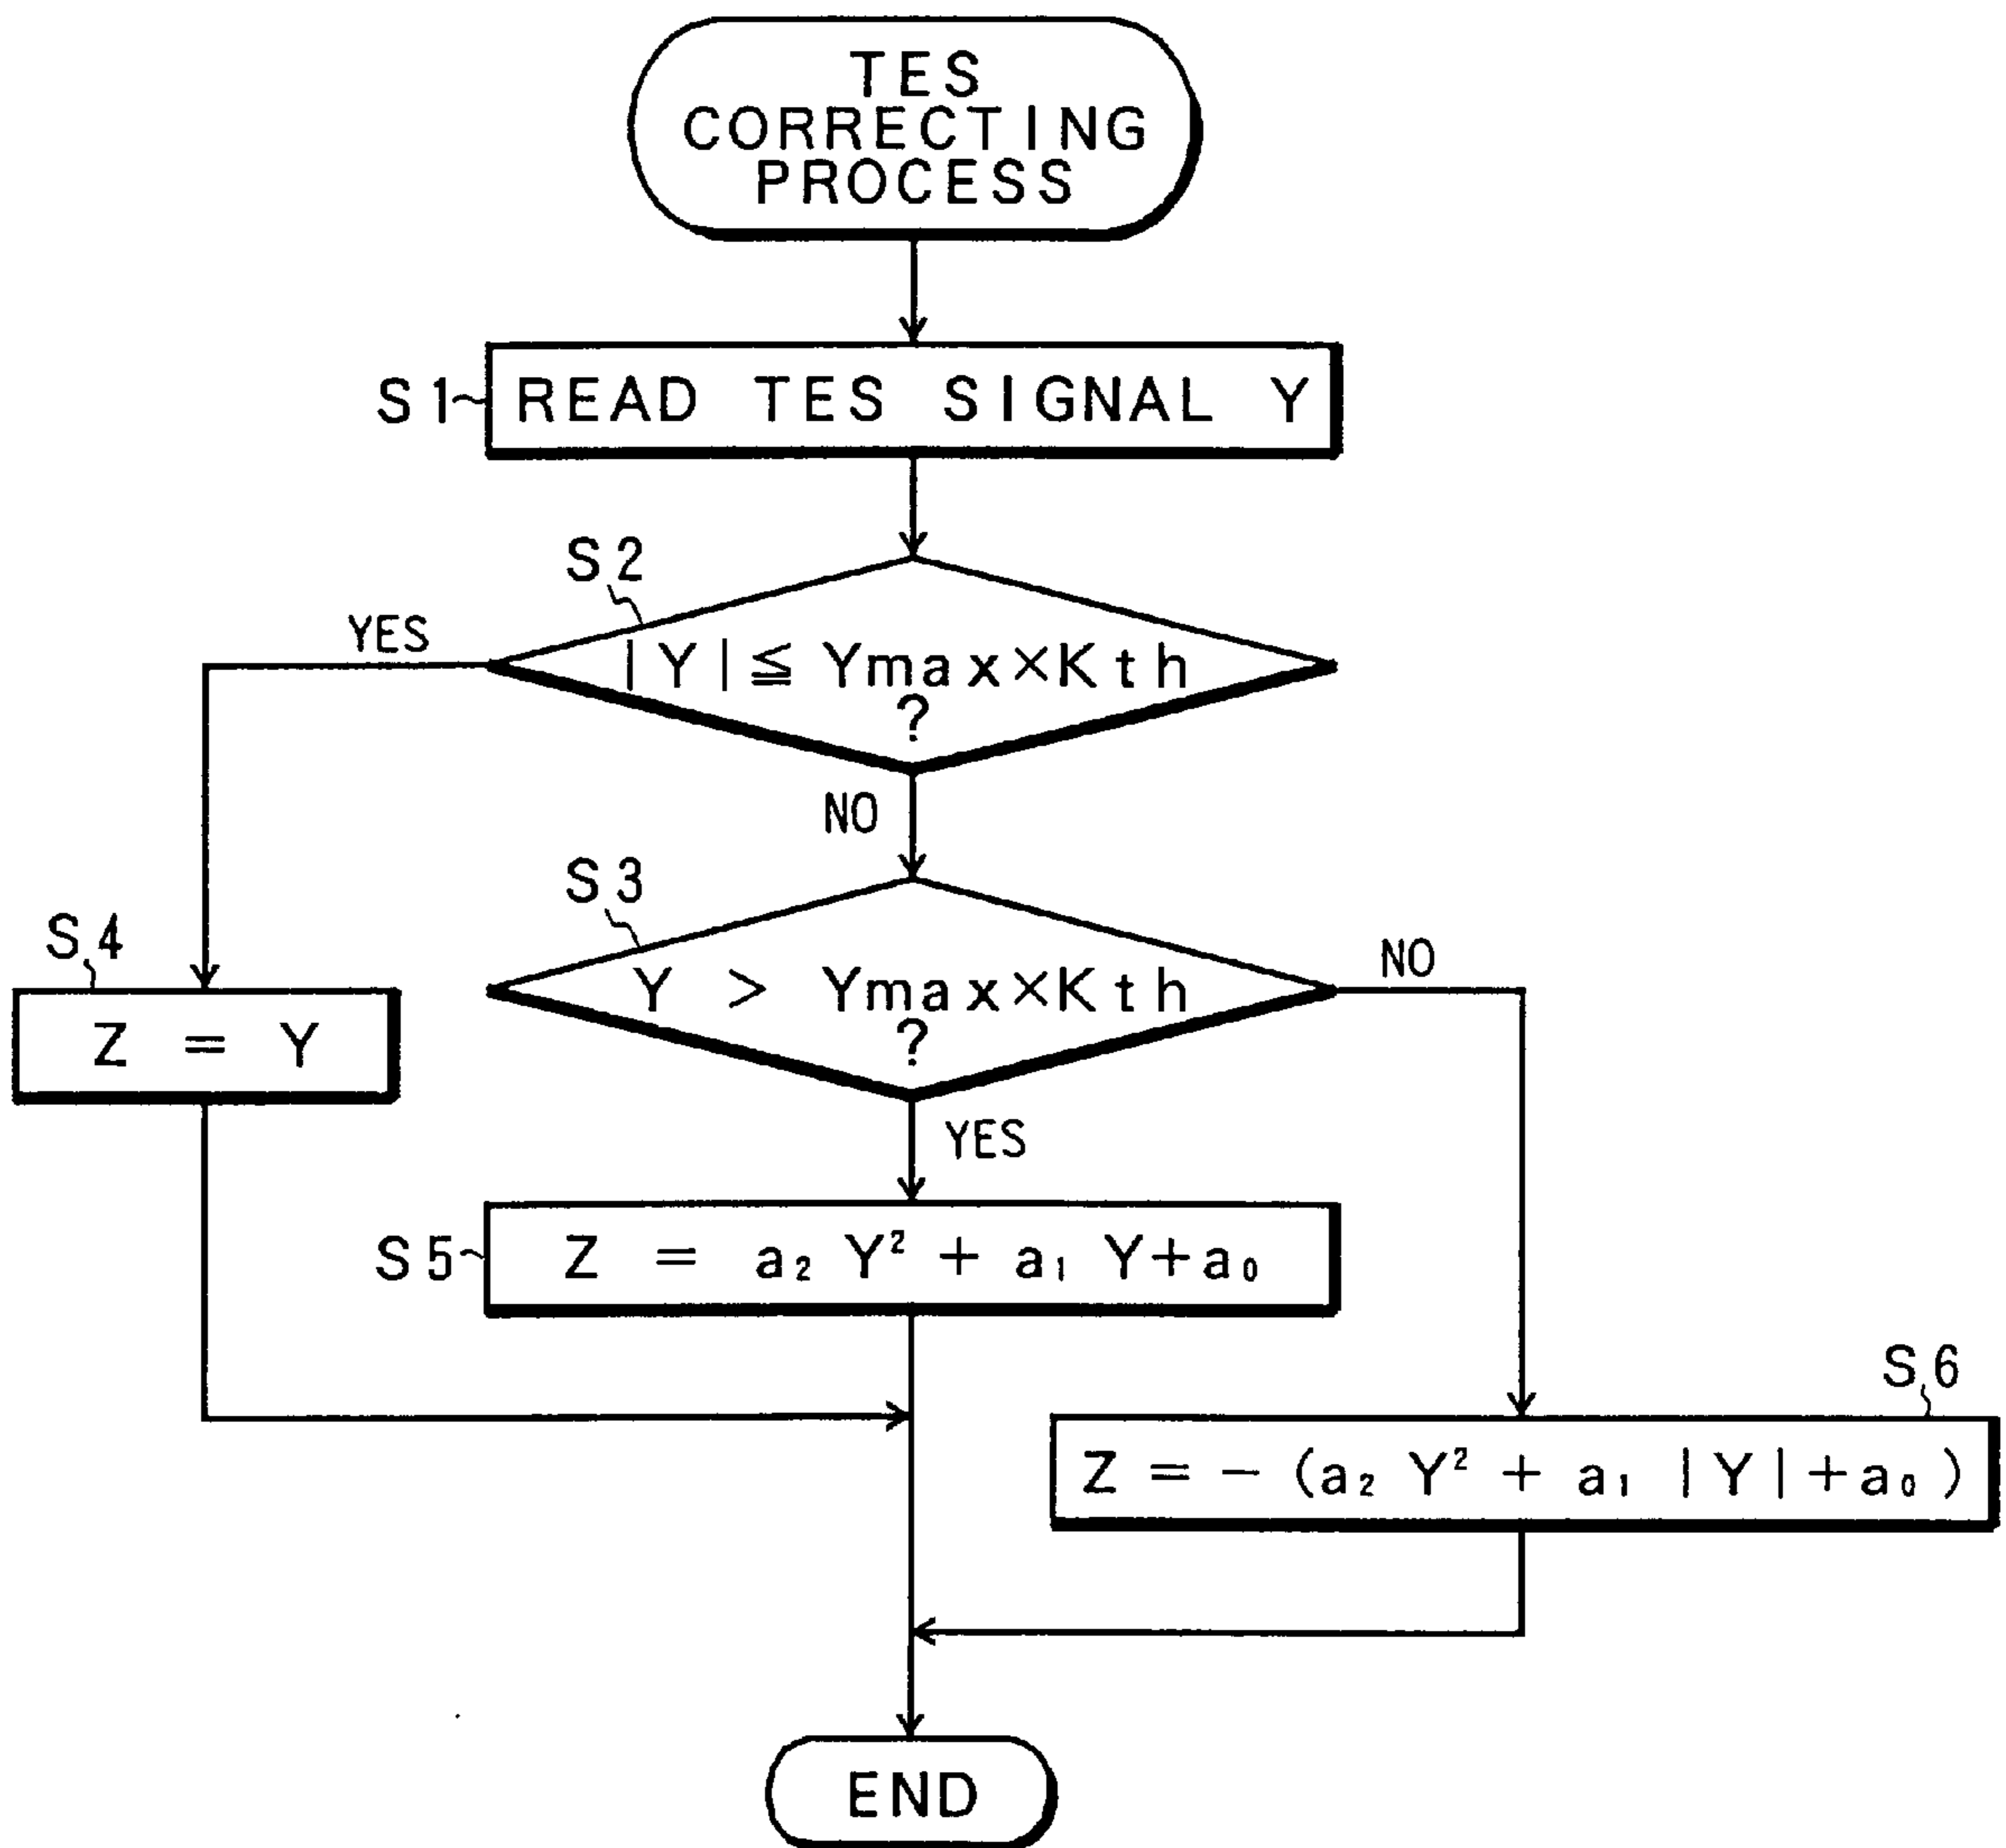 TES
CORRECTING
PROCESS
S1
READ TES SIGNAL Y
S2
YES
|Y|≦ Ymax×Kth
?
NO
S3
NO
S4
Y > Ymax×Kth
?
Z = Y
YES
S5
Z = a₂ Y² + a₁ Y+a₀
S6
Z = - (a₂ Y² + a₁ |Y|+a₀)
END